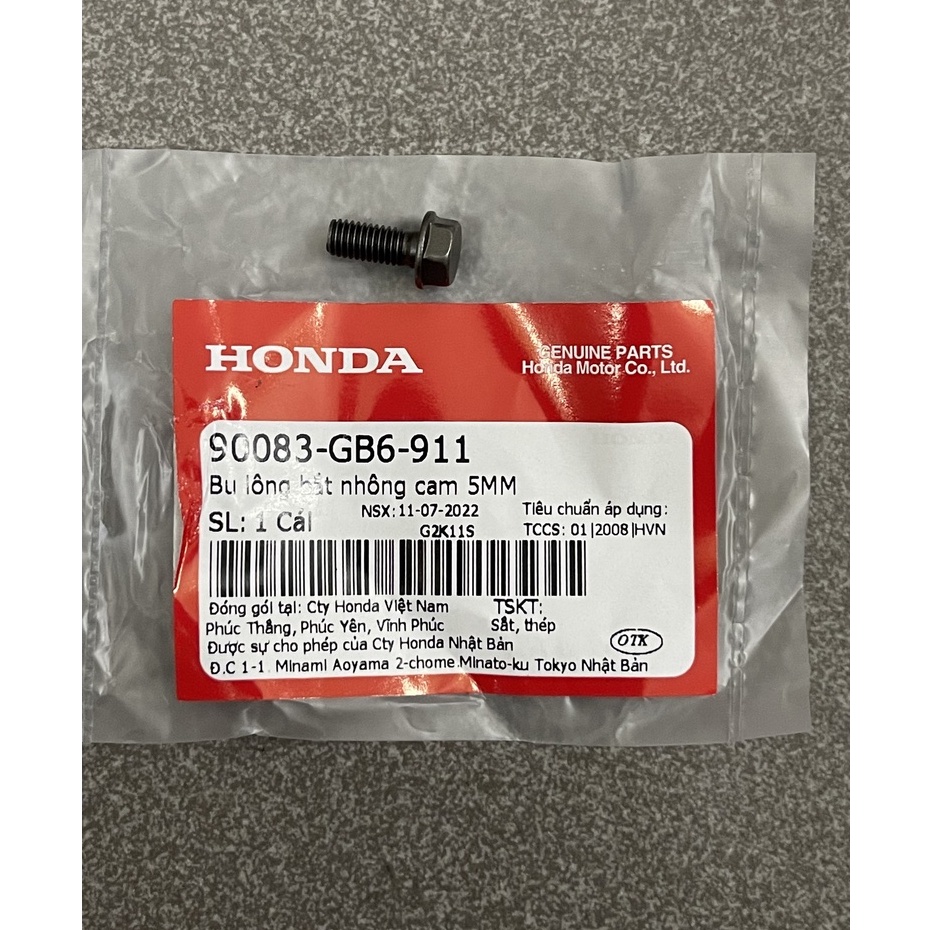 HONDA
GENUINE PARTS
Honda Motor Co., Ltd.
90083-GB6-911
Bu lông bắt nhông cam 5MM
SL: 1 Cái
NSX: 11-07-2022
G2K11S
Tiêu chuẩn áp dụng:
TCCS: 01|2008|HVN
Đóng gói tại: Cty Honda Việt Nam
TSKT:
Phúc Thắng, Phúc Yên, Vĩnh Phúc
Sắt, thép
Được sự cho phép của Cty Honda Nhật Bản
OTK
Đ.C 1-1 Minami Aoyama 2-chome Minato-ku Tokyo Nhật Bản